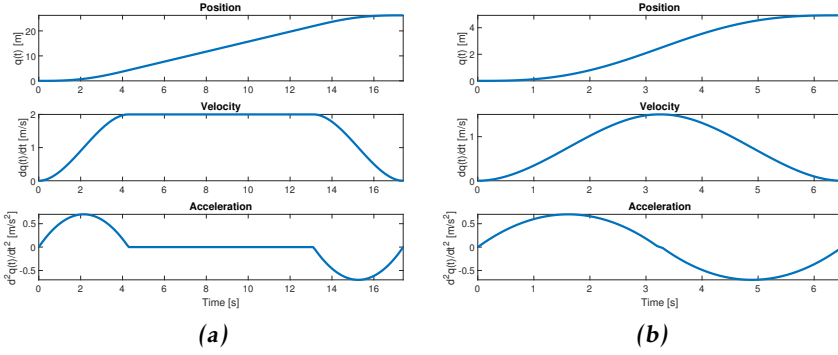 Position
q(t) [m]
20
10
0
0 2 4 6 8 10 12 14 16
Velocity
dq(t)/dt [m/s]
2
1
0
0 2 4 6 8 10 12 14 16
Acceleration
d²q(t)/dt² [m/s²]
0.5
0
-0.5
0 2 4 6 8 10 12 14 16
Time [s]
(a)
Position
q(t) [m]
4
2
0
0 1 2 3 4 5 6
Velocity
dq(t)/dt [m/s]
1
0
0 1 2 3 4 5 6
Acceleration
d²q(t)/dt² [m/s²]
0.5
0
-0.5
0 1 2 3 4 5 6
Time [s]
(b)